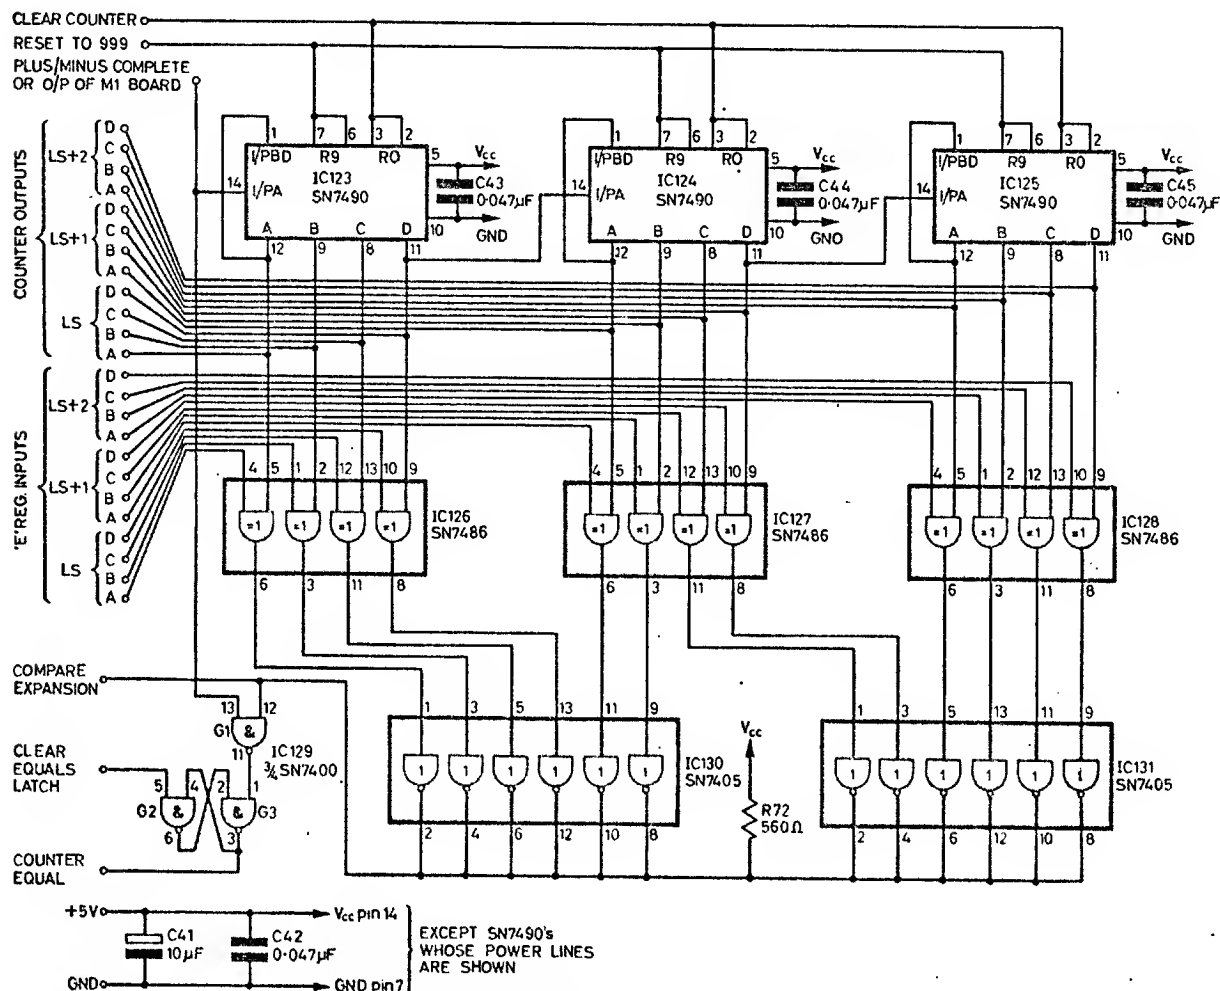 CLEAR COUNTER
RESET TO 999
PLUS/MINUS COMPLETE
OR O/P OF M1 BOARD
COUNTER OUTPUTS
LS+2
D
C
B
A
LS+1
D
C
B
A
LS
D
C
B
A
'E' REG. INPUTS
LS+2
D
C
B
A
LS+1
D
C
B
A
LS
D
C
B
A
1 7 6 3 2
I/PBD R9 R0
14 I/PA
IC123
SN7490
5 Vcc
C43
0·047µF
10 GND
A B C D
12 9 8 11
1 7 6 3 2
I/PBD R9 R0
14 I/PA
IC124
SN7490
5 Vcc
C44
0·047µF
10 GNO
A B C D
12 9 8 11
1 7 6 3 2
I/PBD R9 R0
14 I/PA
IC125
SN7490
5 Vcc
C45
0·047µF
10 GND
A B C D
12 9 8 11
4 5 1 2 12 13 10 9
=1 =1 =1 =1
IC126
SN7486
6 3 11 8
4 5 1 2 12 13 10 9
=1 =1 =1 =1
IC127
SN7486
6 3 11 8
4 5 1 2 12 13 10 9
=1 =1 =1 =1
IC128
SN7486
6 3 11 8
COMPARE
EXPANSION
13 12
G1 &
11
IC129
¾ SN7400
CLEAR
EQUALS
LATCH
5 4 2 1
G2 & & G3
6 3
COUNTER
EQUAL
1 3 5 13 11 9
1 1 1 1 1 1
IC130
SN7405
2 4 6 12 10 8
Vcc
R72
560Ω
1 3 5 13 11 9
1 1 1 1 1 1
IC131
SN7405
2 4 6 12 10 8
+5V
Vcc pin 14
C41
10µF
C42
0·047µF
GND
GND pin 7
EXCEPT SN7490's
WHOSE POWER LINES
ARE SHOWN